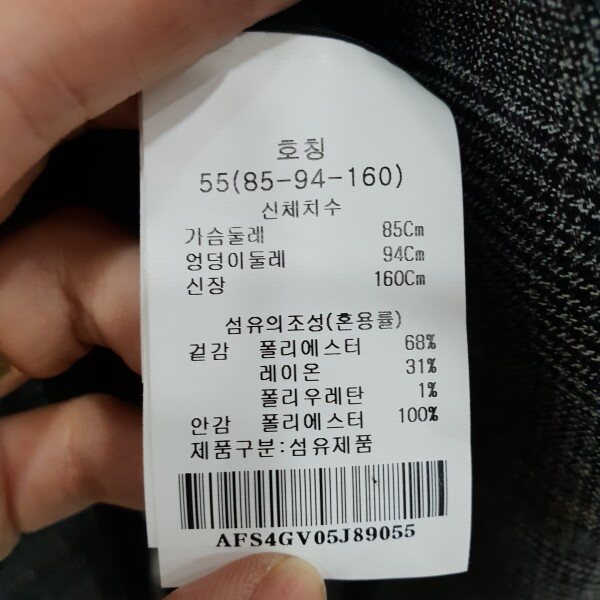 호칭
55(85-94-160)
신체치수
가슴둘레 85Cm
엉덩이둘레 94Cm
신장 160Cm
섬유의조성(혼용률)
겉감 폴리에스터 68%
레이온 31%
폴리우레탄 1%
안감 폴리에스터 100%
제품구분:섬유제품
AFS4GV05J89055